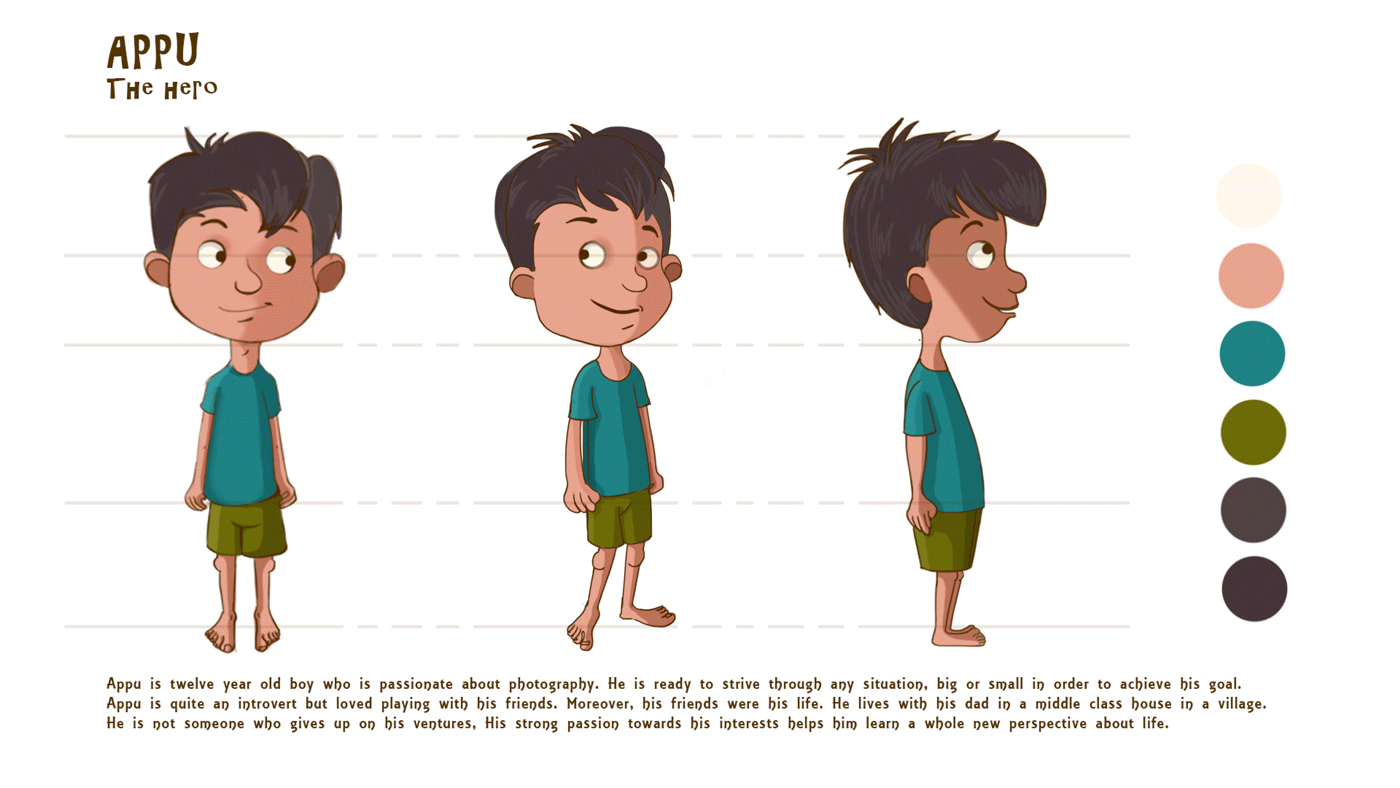 APPU
The Hero
Appu is twelve year old boy who is passionate about photography. He is ready to strive through any situation, big or small in order to achieve his goal.
Appu is quite an introvert but loved playing with his friends. Moreover, his friends were his life. He lives with his dad in a middle class house in a village.
He is not someone who gives up on his ventures, His strong passion towards his interests helps him learn a whole new perspective about life.